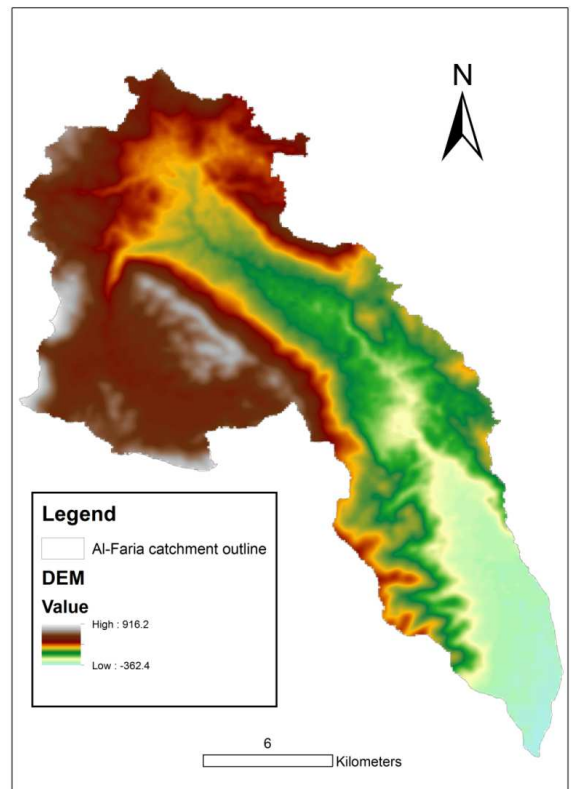 N
Legend
Al-Faria catchment outline
DEM
Value
High : 916.2
Low : -362.4
6
Kilometers